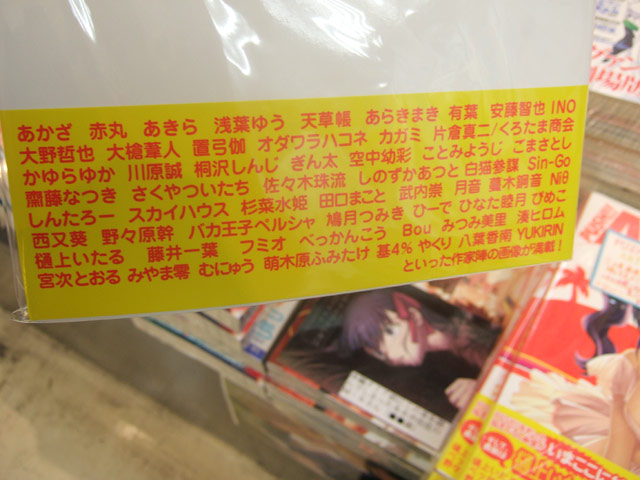 あかざ 赤丸 あきら 浅葉ゆう 天草帳 あらきまき 有葉 安藤智也 INO
大野哲也 大槍葦人 置弓伽 オダワラハコネ カガミ 片倉真二/くろたま商会
かゆらゆか 川原誠 桐沢しんじ ぎん太 空中幼彩 ことみようじ ごまさとし
齋藤なつき さくやついたち 佐々木珠流 しのずかあつと 白猫参謀 Sin-Go
しんたろー スカイハウス 杉菜水姫 田口まこと 武内崇 月音 蔓木鋼音 Niθ
西又葵 野々原幹 バカ王子ペルシャ 鳩月つみき ひーで ひなた睦月 ぴめこ
樋上いたる 藤井一葉 フミオ べっかんこう Bou みつみ美里 湊ヒロム
宮次とおる みやま零 むにゅう 萌木原ふみたけ 基4% やくり 八葉香南 YUKIRIN
といった作家陣の画像が満載!
いまここに